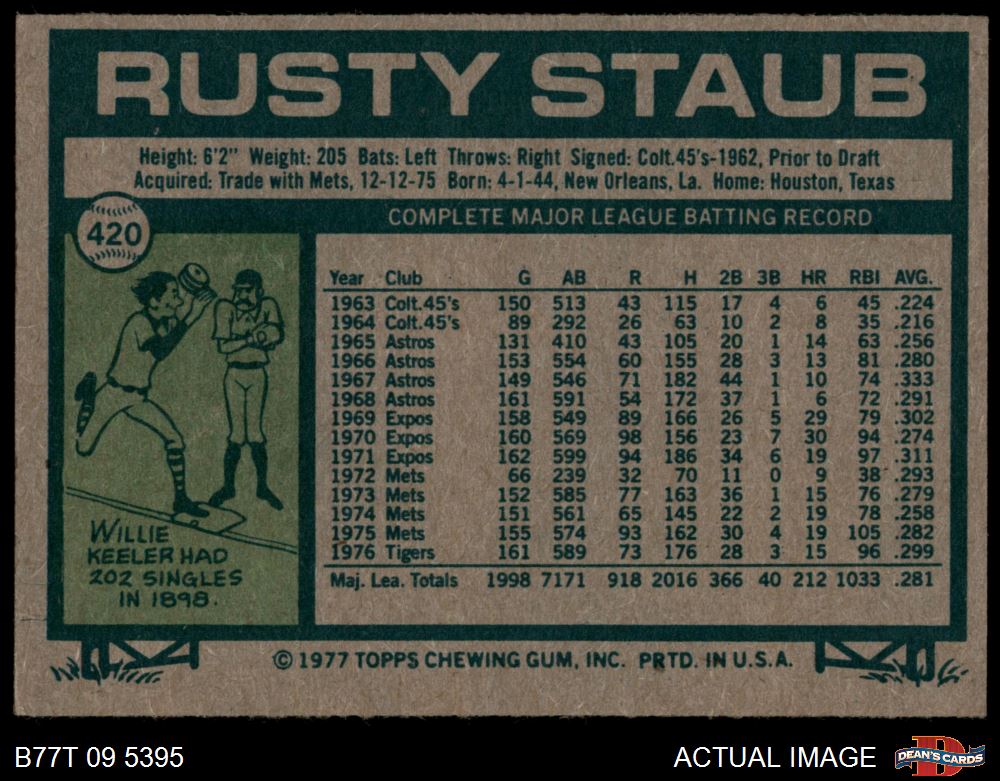 RUSTY STAUB
Height: 6'2" Weight: 205 Bats: Left Throws: Right Signed: Colt.45's-1962, Prior to Draft
Acquired: Trade with Mets, 12-12-75 Born: 4-1-44, New Orleans, La. Home: Houston, Texas
420
COMPLETE MAJOR LEAGUE BATTING RECORD
Year Club G AB R H 2B 3B HR RBI AVG.
1963 Colt.45's 150 513 43 115 17 4 6 45 .224
1964 Colt.45's 89 292 26 63 10 2 8 35 .216
1965 Astros 131 410 43 105 20 1 14 63 .256
1966 Astros 153 554 60 155 28 3 13 81 .280
1967 Astros 149 546 71 182 44 1 10 74 .333
1968 Astros 161 591 54 172 37 1 6 72 .291
1969 Expos 158 549 89 166 26 5 29 79 .302
1970 Expos 160 569 98 156 23 7 30 94 .274
1971 Expos 162 599 94 186 34 6 19 97 .311
1972 Mets 66 239 32 70 11 0 9 38 .293
1973 Mets 152 585 77 163 36 1 15 76 .279
1974 Mets 151 561 65 145 22 2 19 78 .258
1975 Mets 155 574 93 162 30 4 19 105 .282
1976 Tigers 161 589 73 176 28 3 15 96 .299
Maj. Lea. Totals 1998 7171 918 2016 366 40 212 1033 .281
WILLIE
KEELER HAD
202 SINGLES
IN 1898.
© 1977 TOPPS CHEWING GUM, INC. PRTD. IN U.S.A.
B77T 09 5395
ACTUAL IMAGE
D
DEAN'S CARDS